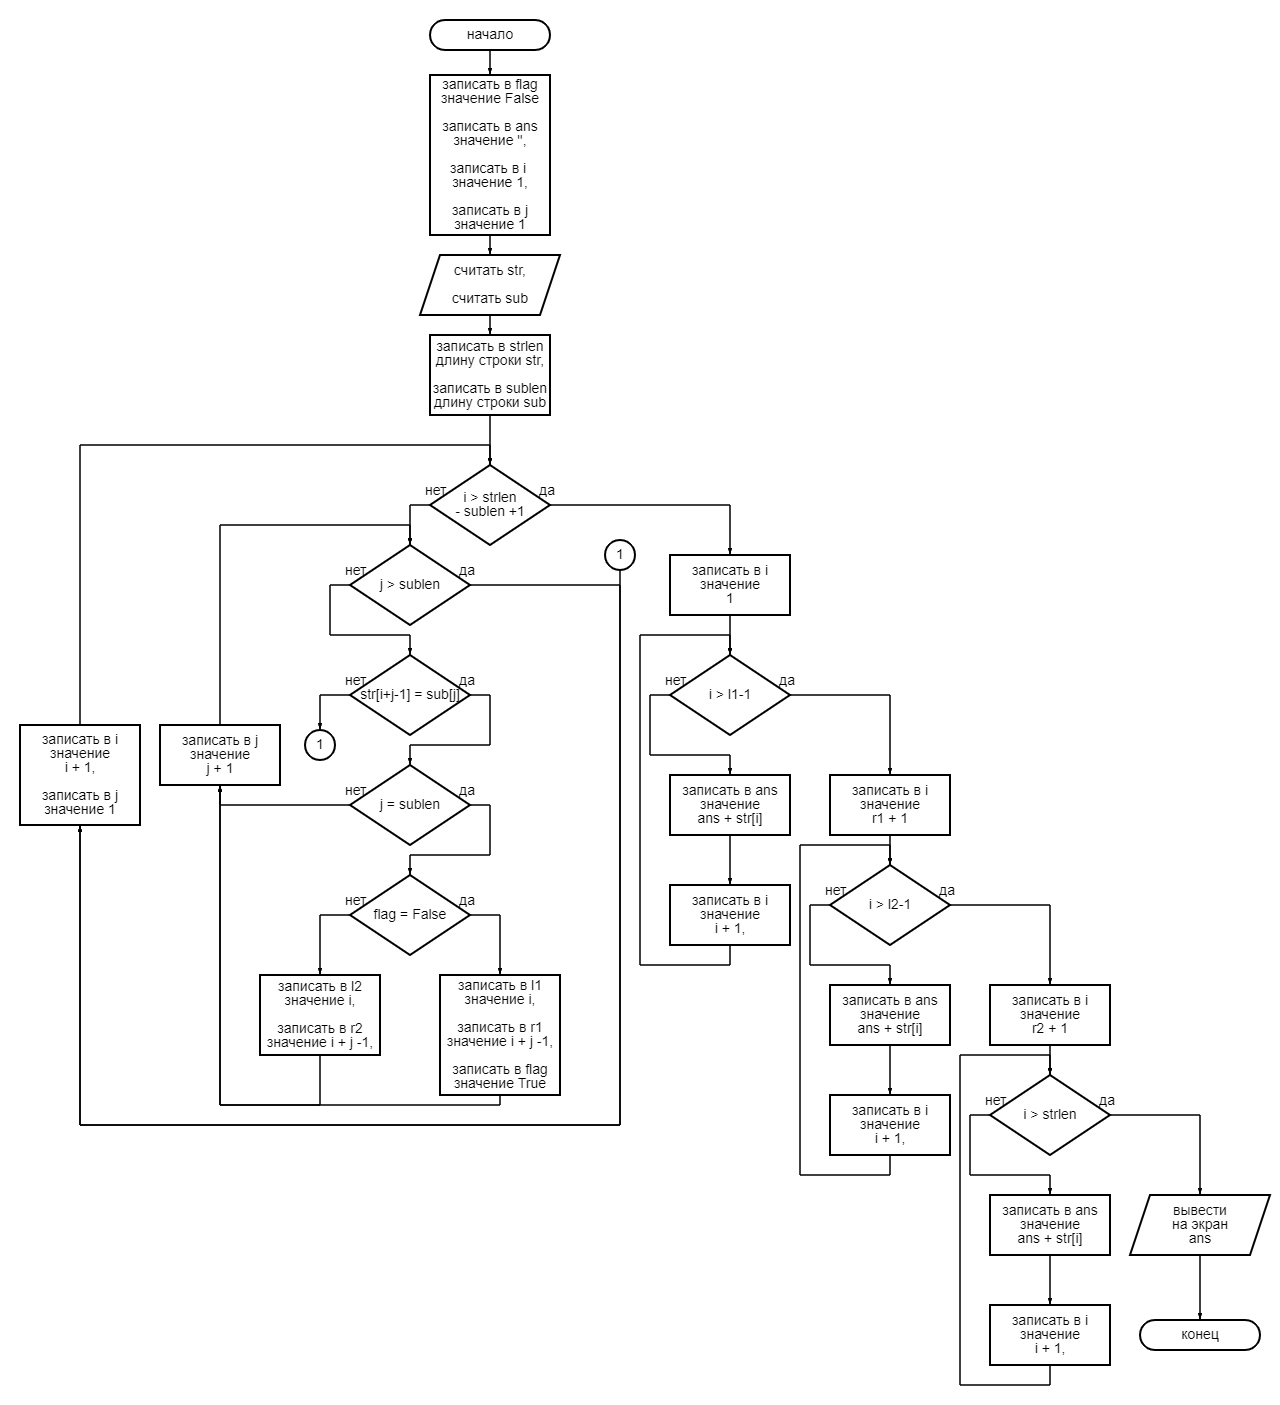 начало
записать в flag
значение False
записать в ans
значение '',
записать в i
значение 1,
записать в j
значение 1
считать str,
считать sub
записать в strlen
длину строки str,
записать в sublen
длину строки sub
нет
i > strlen
- sublen +1
да
нет
j > sublen
да
1
записать в i
значение
1
нет
str[i+j-1] = sub[j]
да
1
нет
i > l1-1
да
записать в i
значение
i + 1,
записать в j
значение 1
записать в j
значение
j + 1
нет
j = sublen
да
записать в ans
значение
ans + str[i]
записать в i
значение
r1 + 1
нет
flag = False
да
записать в i
значение
i + 1,
нет
i > l2-1
да
записать в l2
значение i,
записать в r2
значение i + j -1,
записать в l1
значение i,
записать в r1
значение i + j -1,
записать в flag
значение True
записать в ans
значение
ans + str[i]
записать в i
значение
r2 + 1
записать в i
значение
i + 1,
нет
i > strlen
да
записать в ans
значение
ans + str[i]
вывести
на экран
ans
записать в i
значение
i + 1,
конец